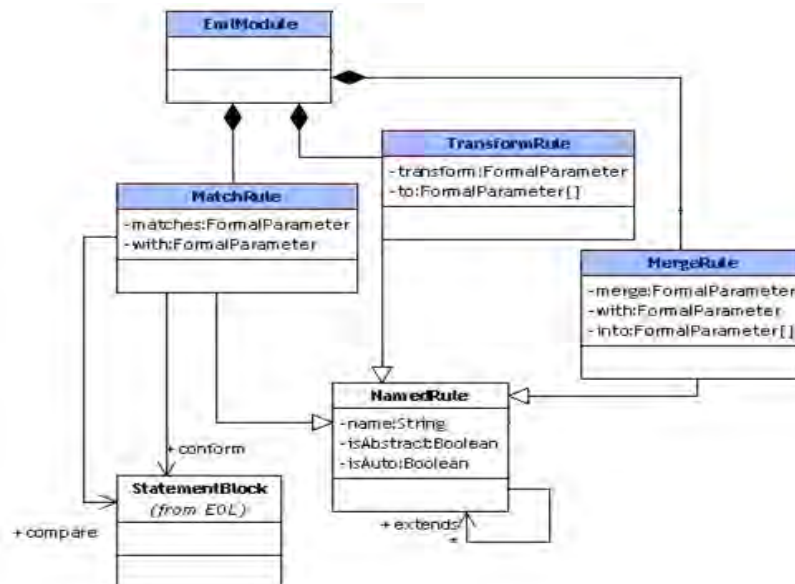 EmlModule
TransformRule
-transform:FormalParameter
-to:FormalParameter[]
MatchRule
-matches:FormalParameter
-with:FormalParameter
MergeRule
-merge:FormalParameter
-with:FormalParameter
-into:FormalParameter[]
NamedRule
-name:String
-isAbstract:Boolean
-isAuto:Boolean
+conform
StatementBlock
(from EOL)
+extends
*
+compare